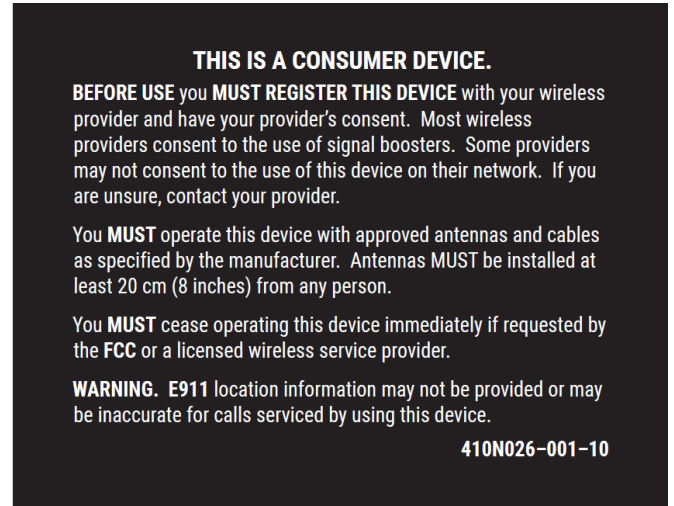 THIS IS A CONSUMER DEVICE.
BEFORE USE you MUST REGISTER THIS DEVICE with your wireless
provider and have your provider's consent.  Most wireless
providers consent to the use of signal boosters.  Some providers
may not consent to the use of this device on their network.  If you
are unsure, contact your provider.
You MUST operate this device with approved antennas and cables
as specified by the manufacturer.  Antennas MUST be installed at
least 20 cm (8 inches) from any person.
You MUST cease operating this device immediately if requested by
the FCC or a licensed wireless service provider.
WARNING.  E911 location information may not be provided or may
be inaccurate for calls serviced by using this device.
410N026–001–10